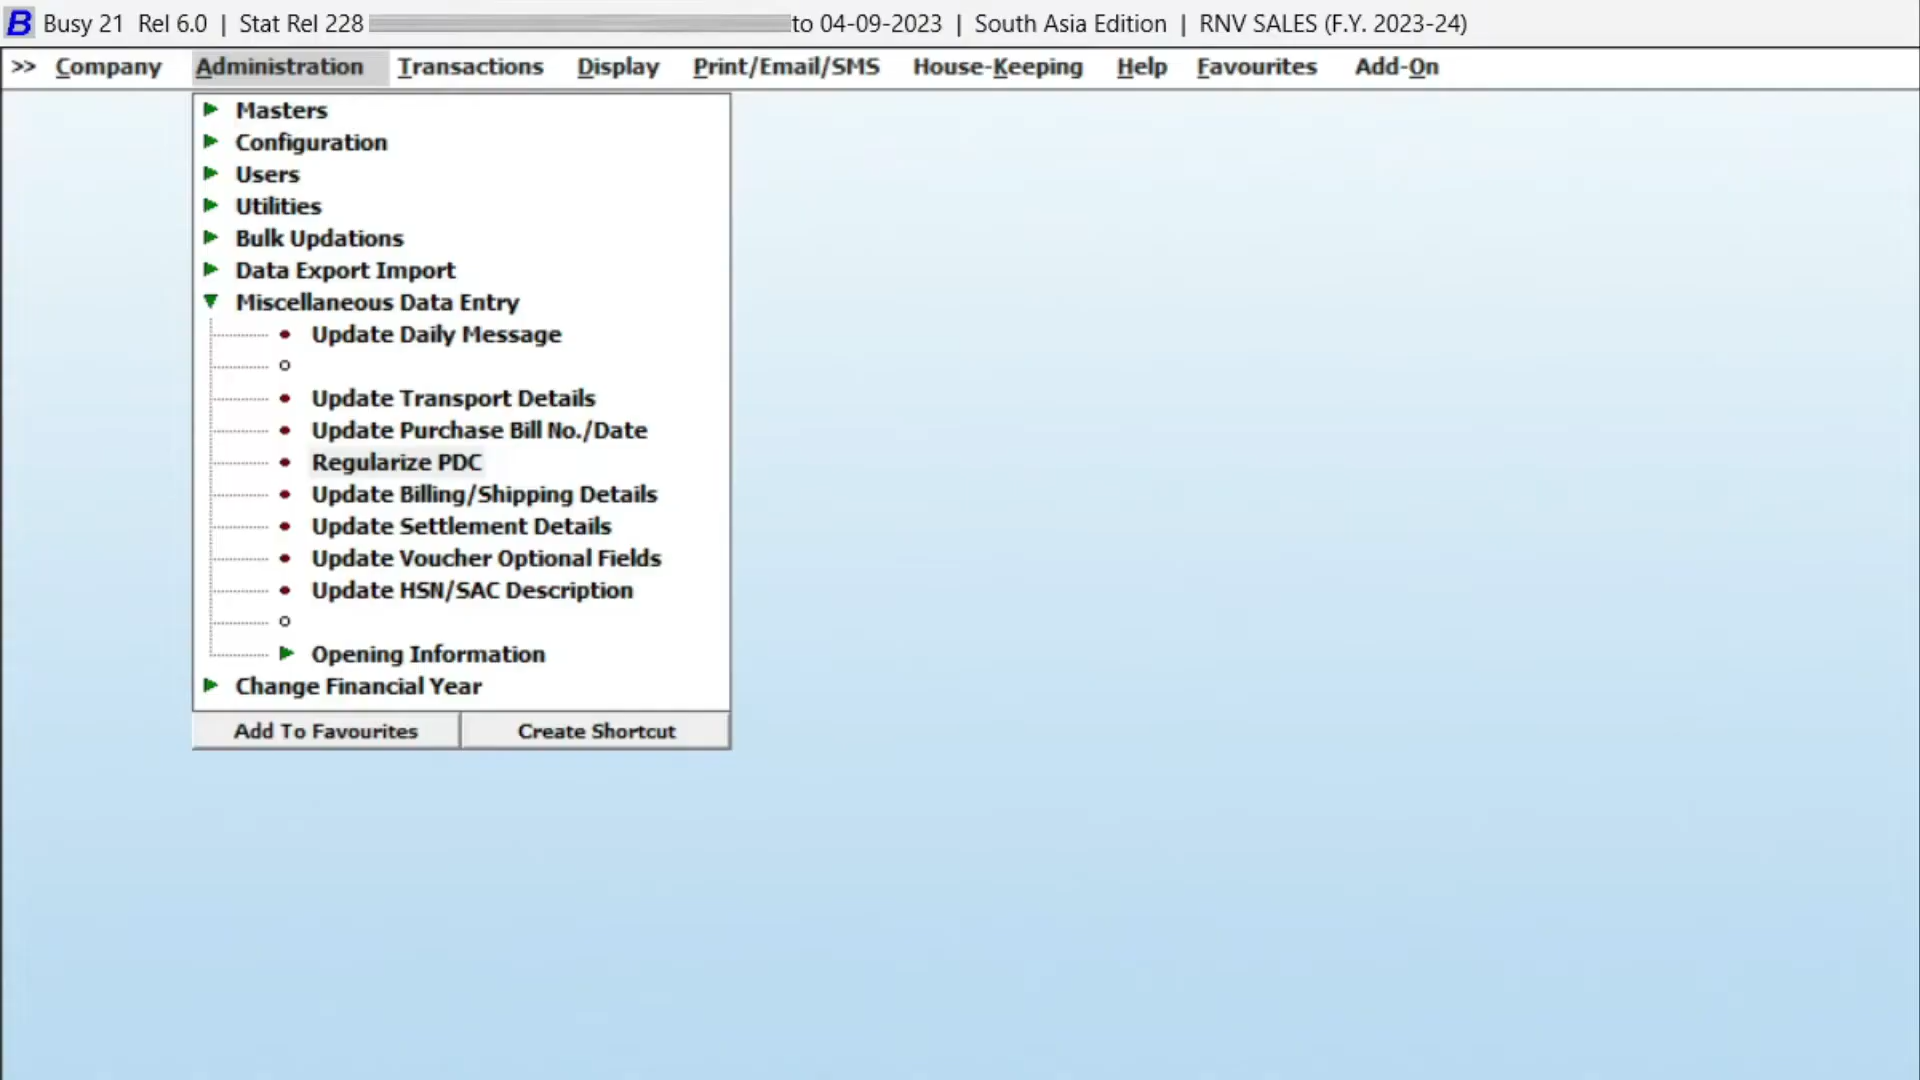 B Busy 21 Rel 6.0 | Stat Rel 228 to 04-09-2023 | South Asia Edition | RNV SALES (F.Y. 2023-24)
>> Company Administration Transactions Display Print/Email/SMS House-Keeping Help Favourites Add-On
Masters
Configuration
Users
Utilities
Bulk Updations
Data Export Import
Miscellaneous Data Entry
Update Daily Message
Update Transport Details
Update Purchase Bill No./Date
Regularize PDC
Update Billing/Shipping Details
Update Settlement Details
Update Voucher Optional Fields
Update HSN/SAC Description
Opening Information
Change Financial Year
Add To Favourites Create Shortcut